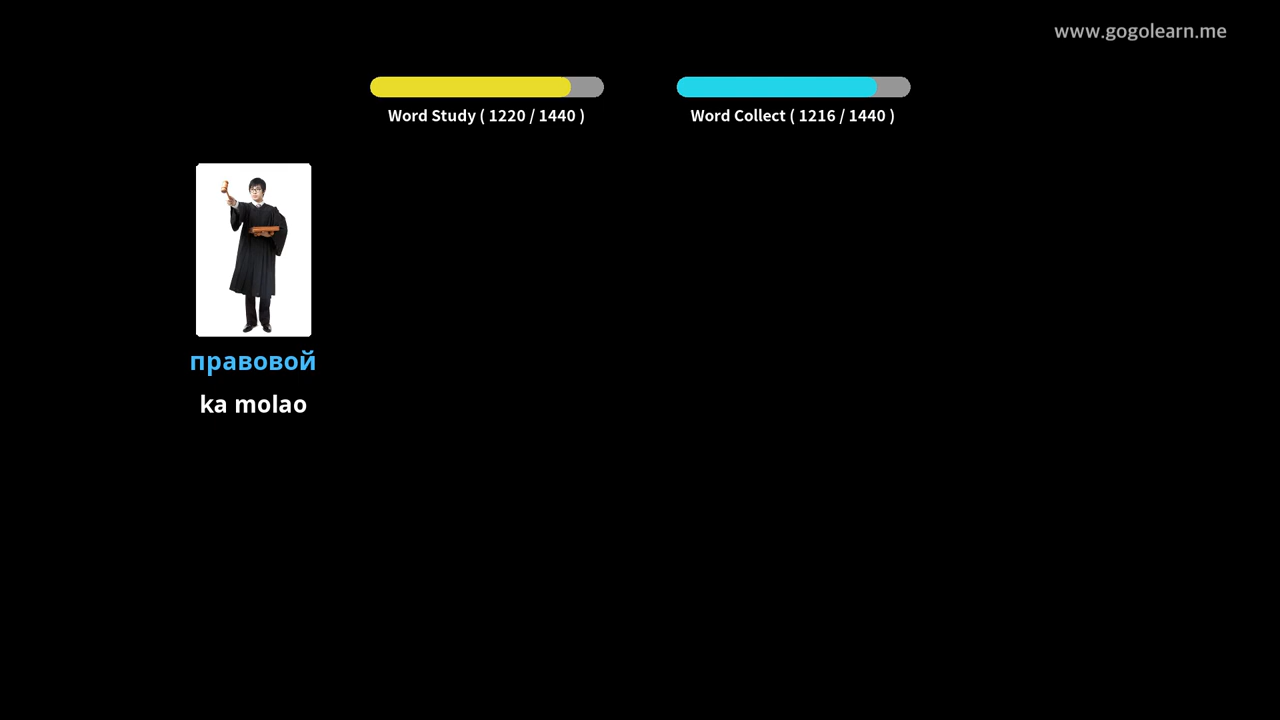 www.gogolearn.me
Word Study ( 1220 / 1440 )
Word Collect ( 1216 / 1440 )
правовой
ka molao